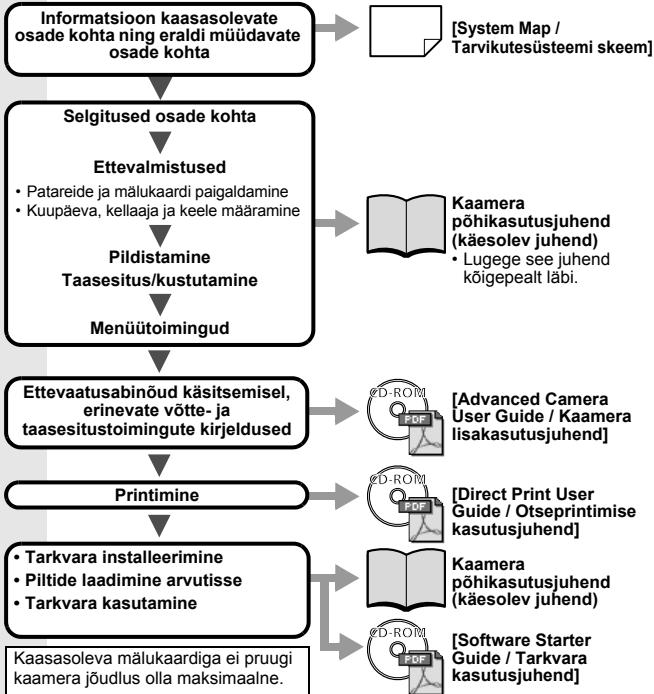 Informatsioon kaasasolevate
osade kohta ning eraldi müüdavate
osade kohta
[System Map /
Tarvikutesüsteemi skeem]
Selgitused osade kohta
Ettevalmistused
• Patareide ja mälukaardi paigaldamine
• Kuupäeva, kellaaja ja keele määramine
Pildistamine
Taasesitus/kustutamine
Menüütoimingud
Kaamera
põhikasutusjuhend
(käesolev juhend)
• Lugege see juhend
kõigepealt läbi.
Ettevaatusabinõud käsitsemisel,
erinevate võtte- ja
taasesitustoimingute kirjeldused
CD-ROM
PDF
[Advanced Camera
User Guide / Kaamera
lisakasutusjuhend]
Printimine
CD-ROM
PDF
[Direct Print User
Guide / Otseprintimise
kasutusjuhend]
• Tarkvara installeerimine
• Piltide laadimine arvutisse
• Tarkvara kasutamine
Kaamera
põhikasutusjuhend
(käesolev juhend)
CD-ROM
PDF
[Software Starter
Guide / Tarkvara
kasutusjuhend]
Kaasasoleva mälukaardiga ei pruugi
kaamera jõudlus olla maksimaalne.